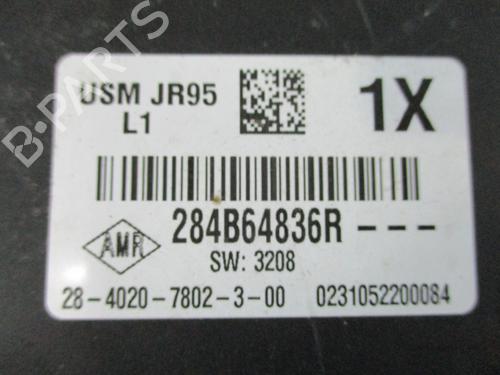 USM JR95
L1
1X
284B64836R---
AMR
SW: 3208
28-4020-7802-3-00 0231052200084
B-PARTS